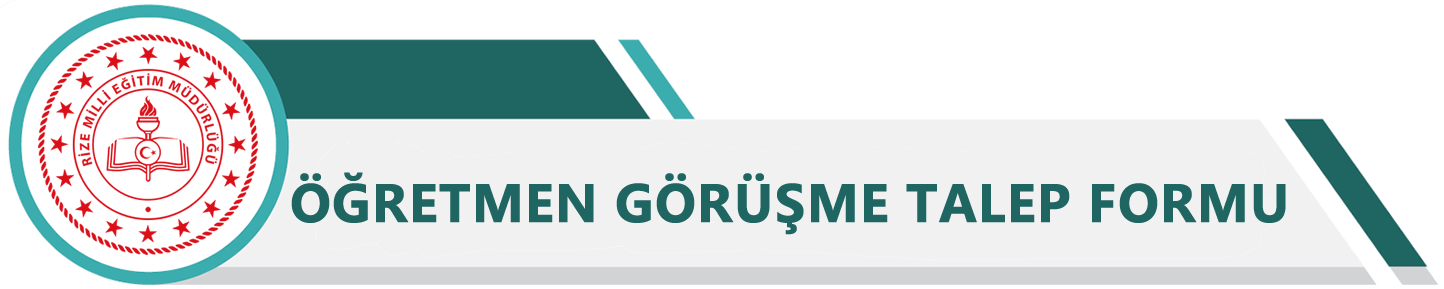 RİZE MİLLİ EĞİTİM MÜDÜRLÜĞÜ
ÖĞRETMEN GÖRÜŞME TALEP FORMU